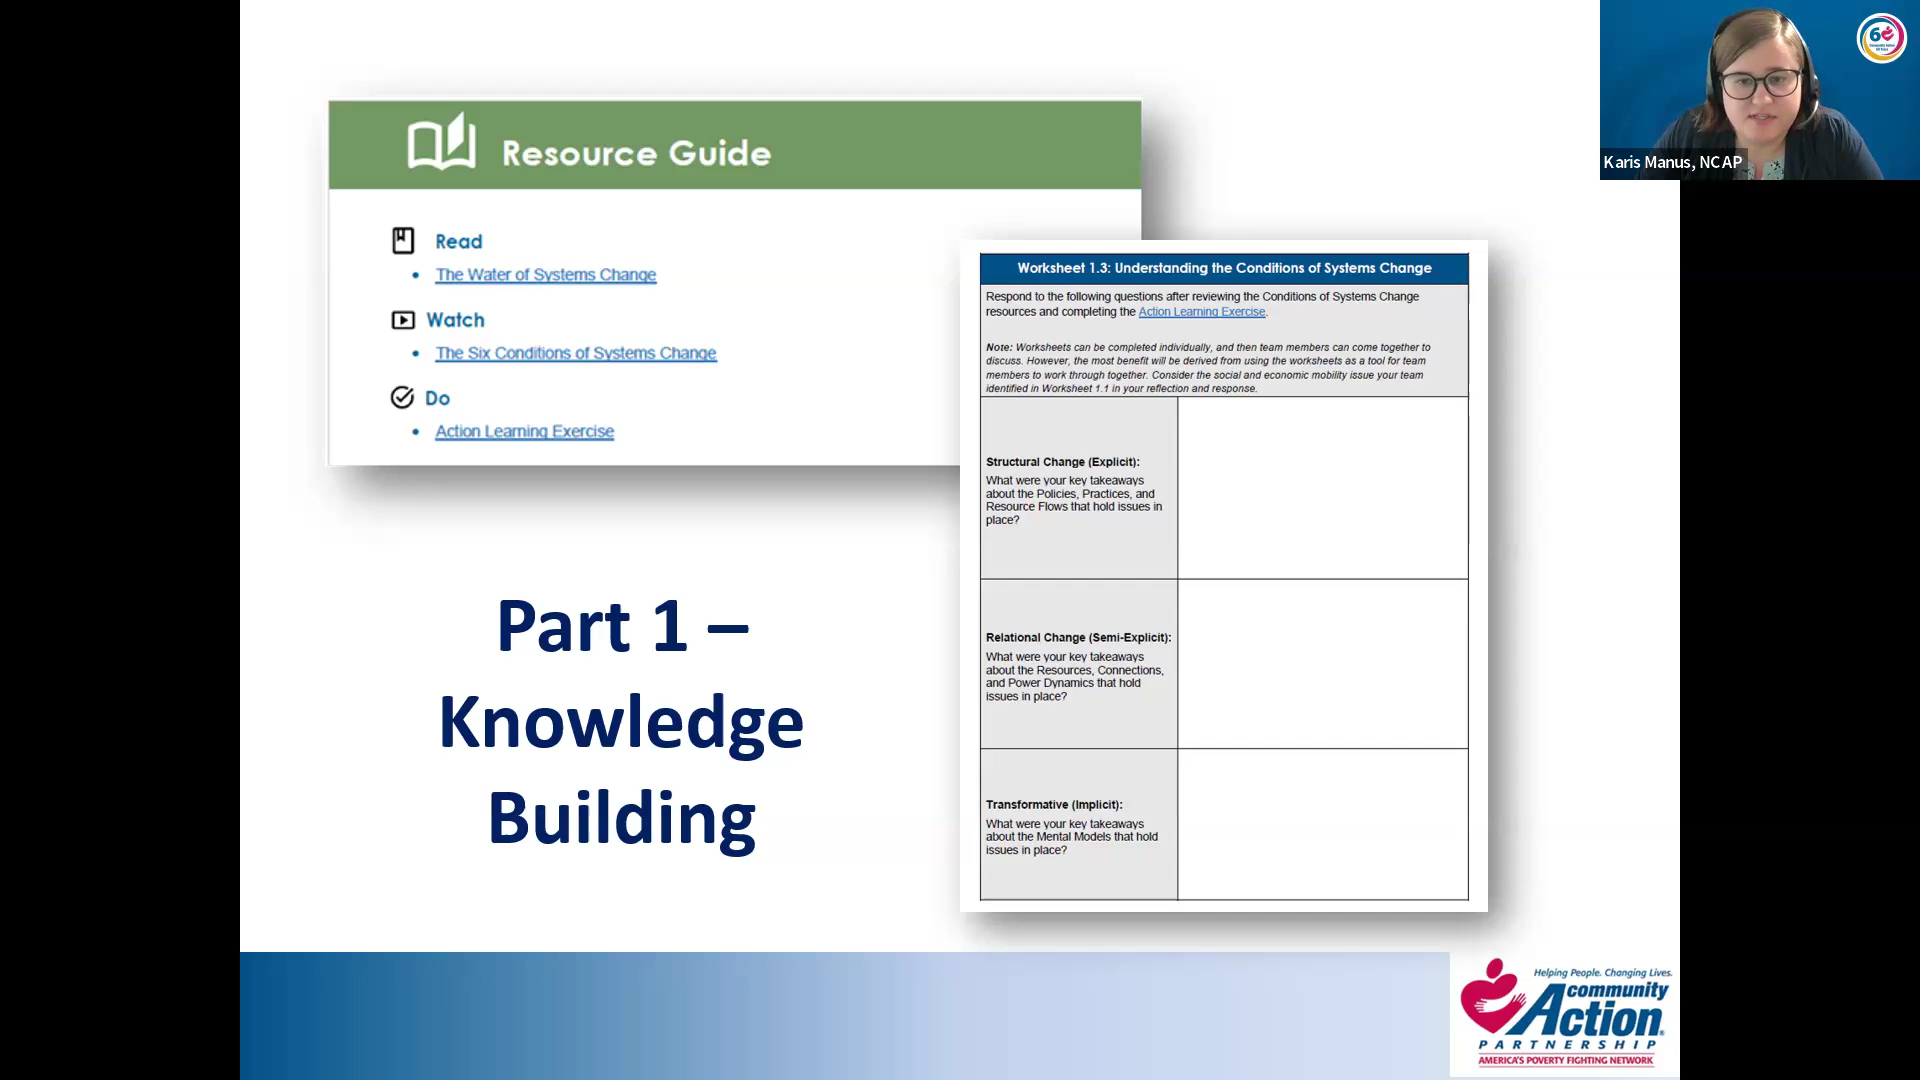 Resource Guide
Read
• The Water of Systems Change
Watch
• The Six Conditions of Systems Change
Do
• Action Learning Exercise
Part 1 –
Knowledge
Building
Worksheet 1.3: Understanding the Conditions of Systems Change
Respond to the following questions after reviewing the Conditions of Systems Change
resources and completing the Action Learning Exercise.
Note: Worksheets can be completed individually, and then team members can come together to
discuss. However, the most benefit will be derived from using the worksheets as a tool for team
members to work through together. Consider the social and economic mobility issue your team
identified in Worksheet 1.1 in your reflection and response.
Structural Change (Explicit):
What were your key takeaways
about the Policies, Practices, and
Resource Flows that hold issues in
place?
Relational Change (Semi-Explicit):
What were your key takeaways
about the Resources, Connections,
and Power Dynamics that hold
issues in place?
Transformative (Implicit):
What were your key takeaways
about the Mental Models that hold
issues in place?
Karis Manus, NCAP
60
Helping People. Changing Lives.
community
Action
PARTNERSHIP
AMERICA'S POVERTY FIGHTING NETWORK